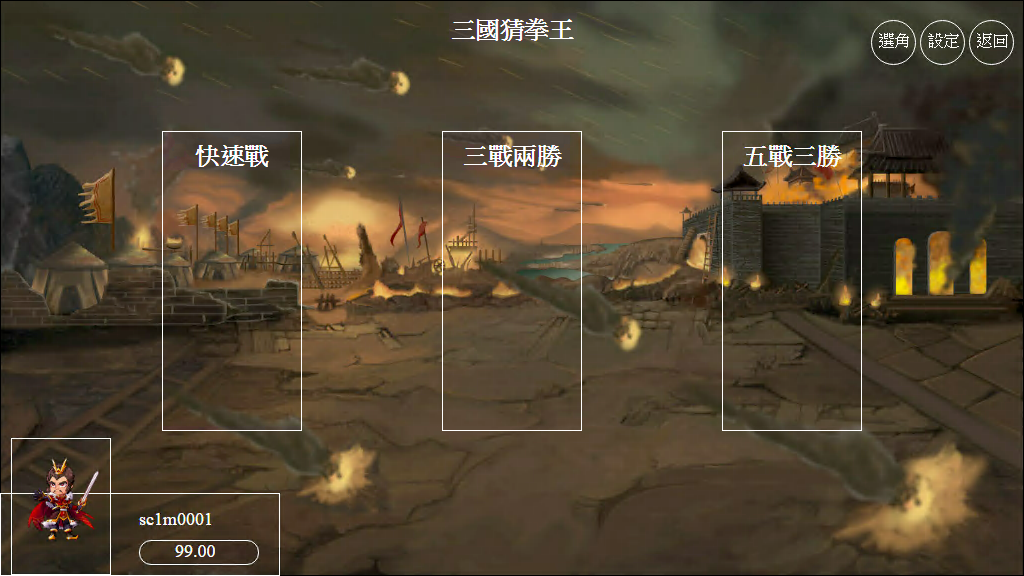 三國猜拳王
選角
設定
返回
快速戰
三戰兩勝
五戰三勝
sc1m0001
99.00